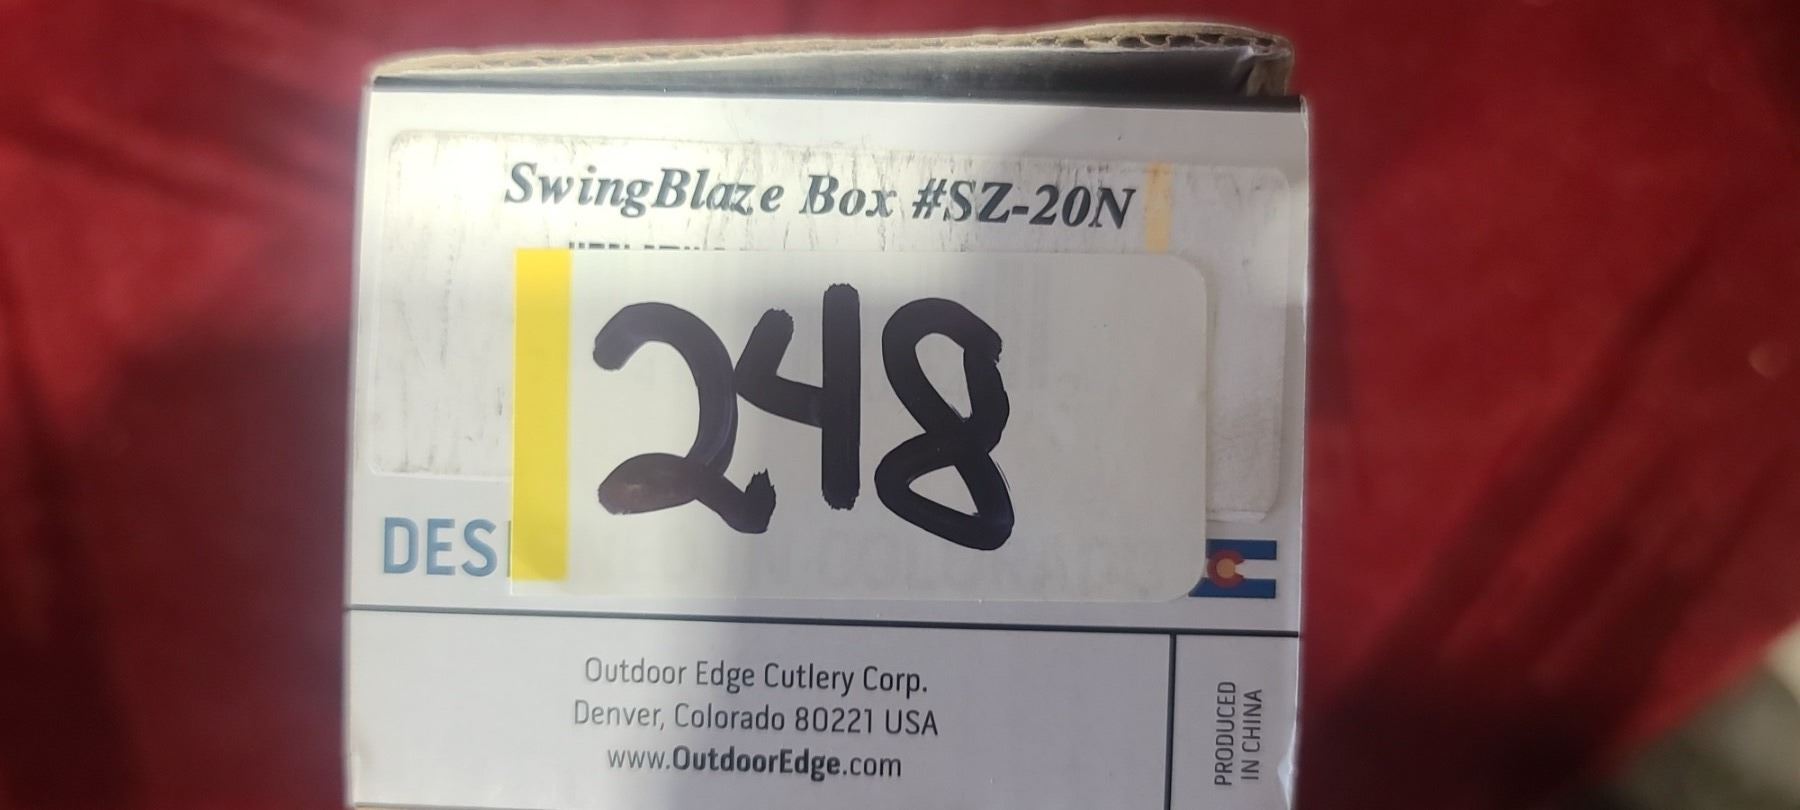 SwingBlaze Box #SZ-20N
248
DES
Outdoor Edge Cutlery Corp.
Denver, Colorado 80221 USA
www.OutdoorEdge.com
PRODUCED
IN CHINA